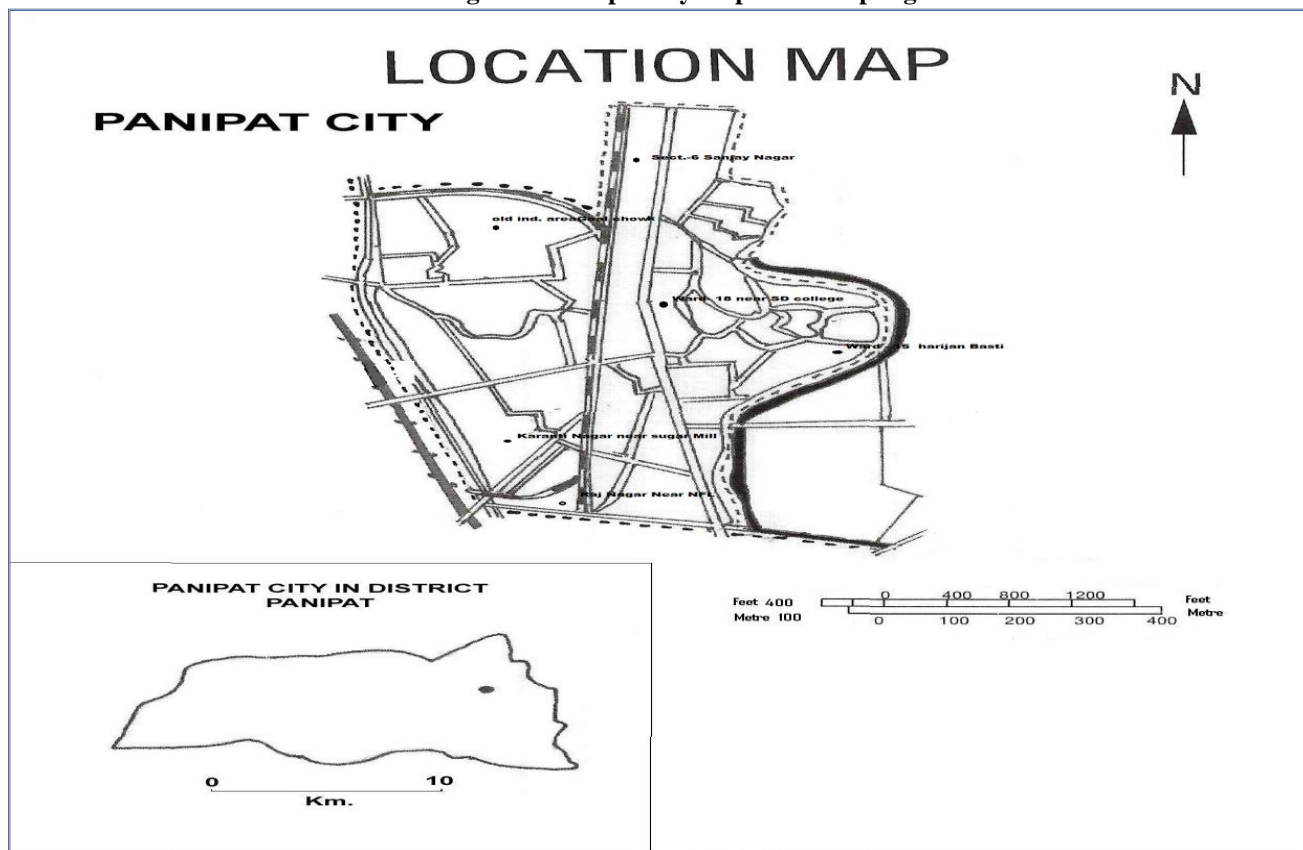 LOCATION MAP
N
PANIPAT CITY
Sect.-6 Sanjay Nagar
old ind. area
Ward- 18 near SD college
harijan Basti
Karanti Nagar near sugar Mill
Raj Nagar Near NFL
PANIPAT CITY IN DISTRICT
PANIPAT
0 10
Km.
Feet 400 0 400 800 1200 Feet
Metre 100 0 100 200 300 400 Metre